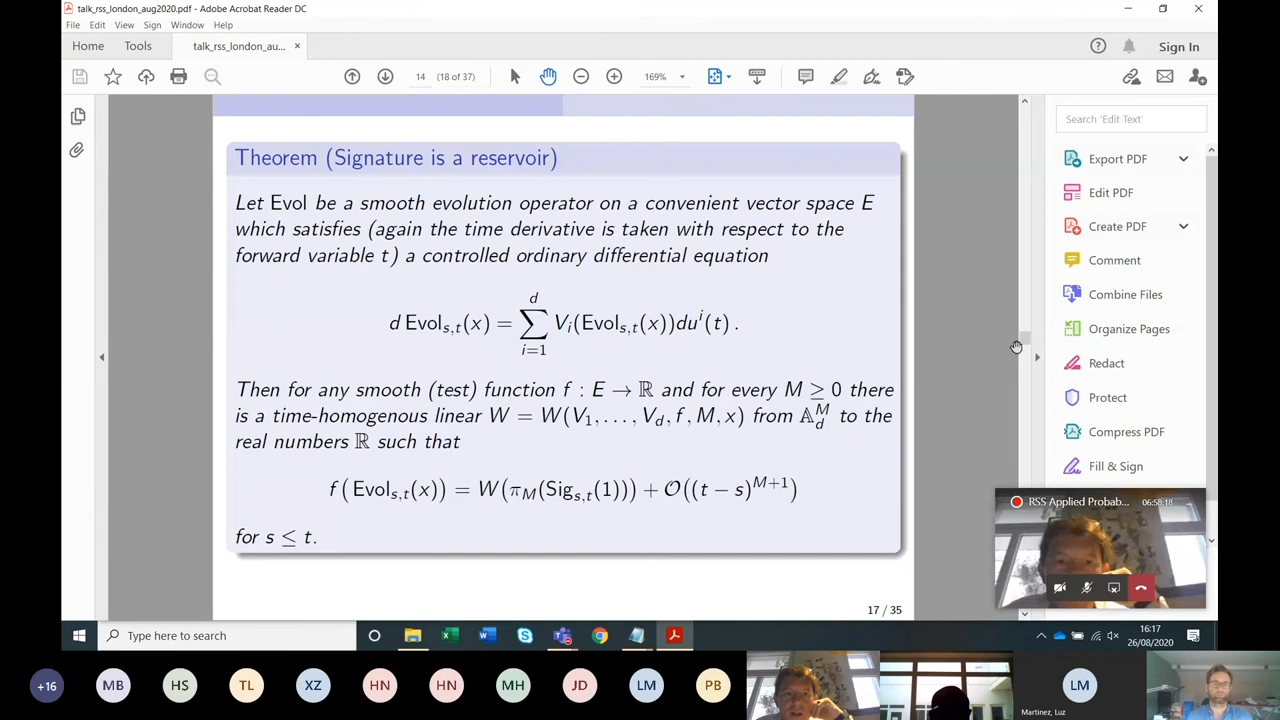 talk_rss_london_aug2020.pdf - Adobe Acrobat Reader DC
File Edit View Sign Window Help
Home Tools talk_rss_london_au... × Sign In
14 (18 of 37) 169%
Search 'Edit Text'
Export PDF
Edit PDF
Create PDF
Comment
Combine Files
Organize Pages
Redact
Protect
Compress PDF
Fill & Sign
Theorem (Signature is a reservoir)
Let Evol be a smooth evolution operator on a convenient vector space E
which satisfies (again the time derivative is taken with respect to the
forward variable t) a controlled ordinary differential equation
d Evol_{s,t}(x) = \sum_{i=1}^{d} V_i(Evol_{s,t}(x))du^i(t) .
Then for any smooth (test) function f : E → ℝ and for every M ≥ 0 there
is a time-homogenous linear W = W(V_1, . . . , V_d, f, M, x) from 𝔸_d^M to the
real numbers ℝ such that
f(Evol_{s,t}(x)) = W(π_M(Sig_{s,t}(1))) + 𝒪((t − s)^{M+1})
for s ≤ t.
17 / 35
RSS Applied Probab... 06:58:18
Type here to search
16:17
26/08/2020
+16 MB HS TL XZ HN HN MH JD LM PB LM
Martinez, Luz